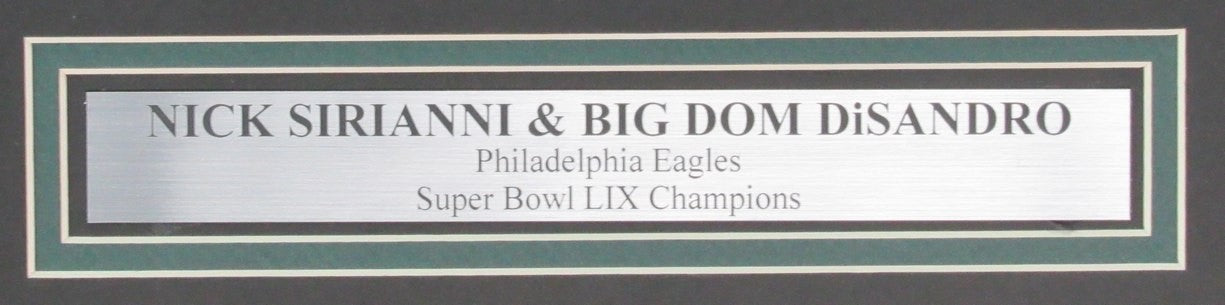 NICK SIRIANNI & BIG DOM DiSANDRO
Philadelphia Eagles
Super Bowl LIX Champions